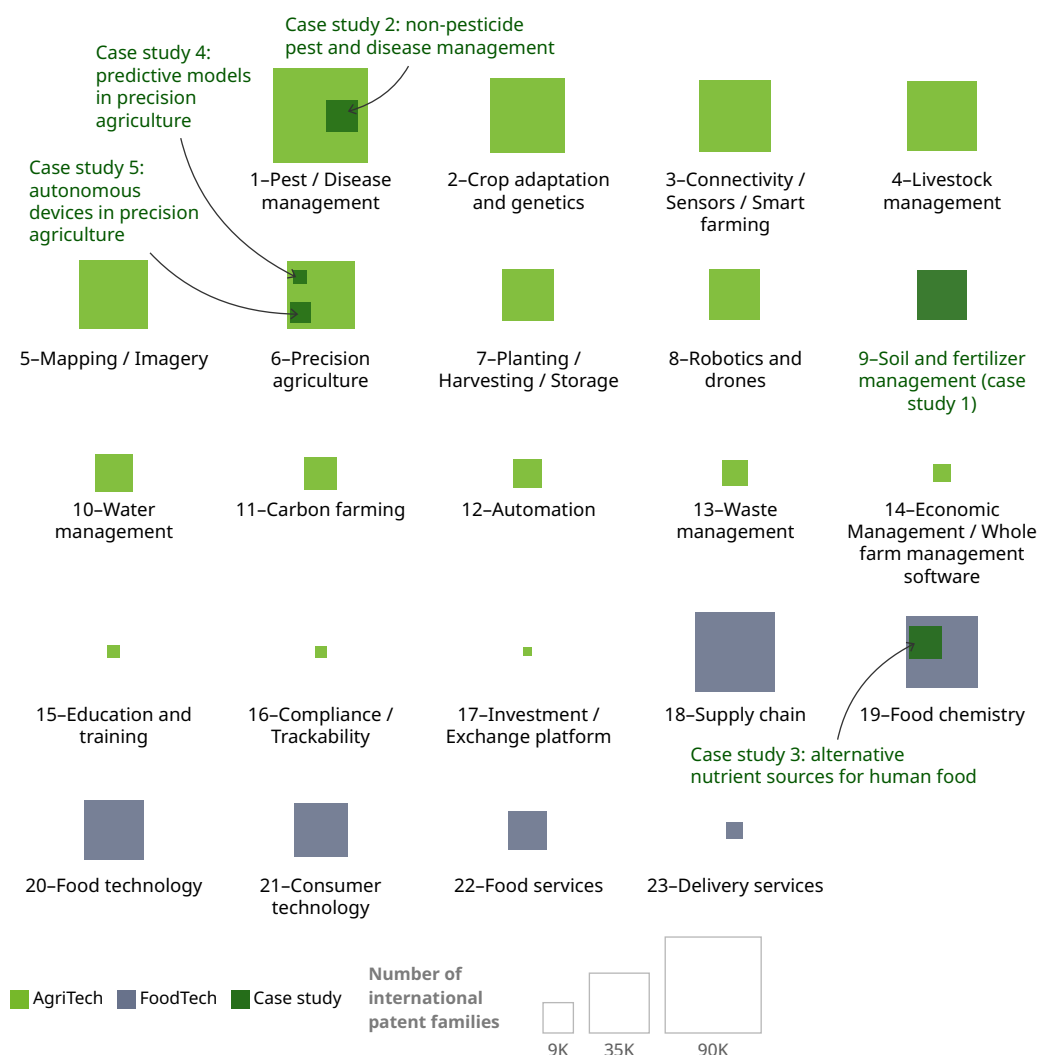 Case study 2: non-pesticide
pest and disease management
Case study 4:
predictive models
in precision
agriculture
Case study 5:
autonomous
devices in precision
agriculture
1–Pest / Disease
management
2–Crop adaptation
and genetics
3–Connectivity /
Sensors / Smart
farming
4–Livestock
management
5–Mapping / Imagery
6–Precision
agriculture
7–Planting /
Harvesting / Storage
8–Robotics and
drones
9–Soil and fertilizer
management (case
study 1)
10–Water
management
11–Carbon farming
12–Automation
13–Waste
management
14–Economic
Management / Whole
farm management
software
15–Education and
training
16–Compliance /
Trackability
17–Investment /
Exchange platform
18–Supply chain
19–Food chemistry
Case study 3: alternative
nutrient sources for human food
20–Food technology
21–Consumer
technology
22–Food services
23–Delivery services
AgriTech
FoodTech
Case study
Number of
international
patent families
9K
35K
90K